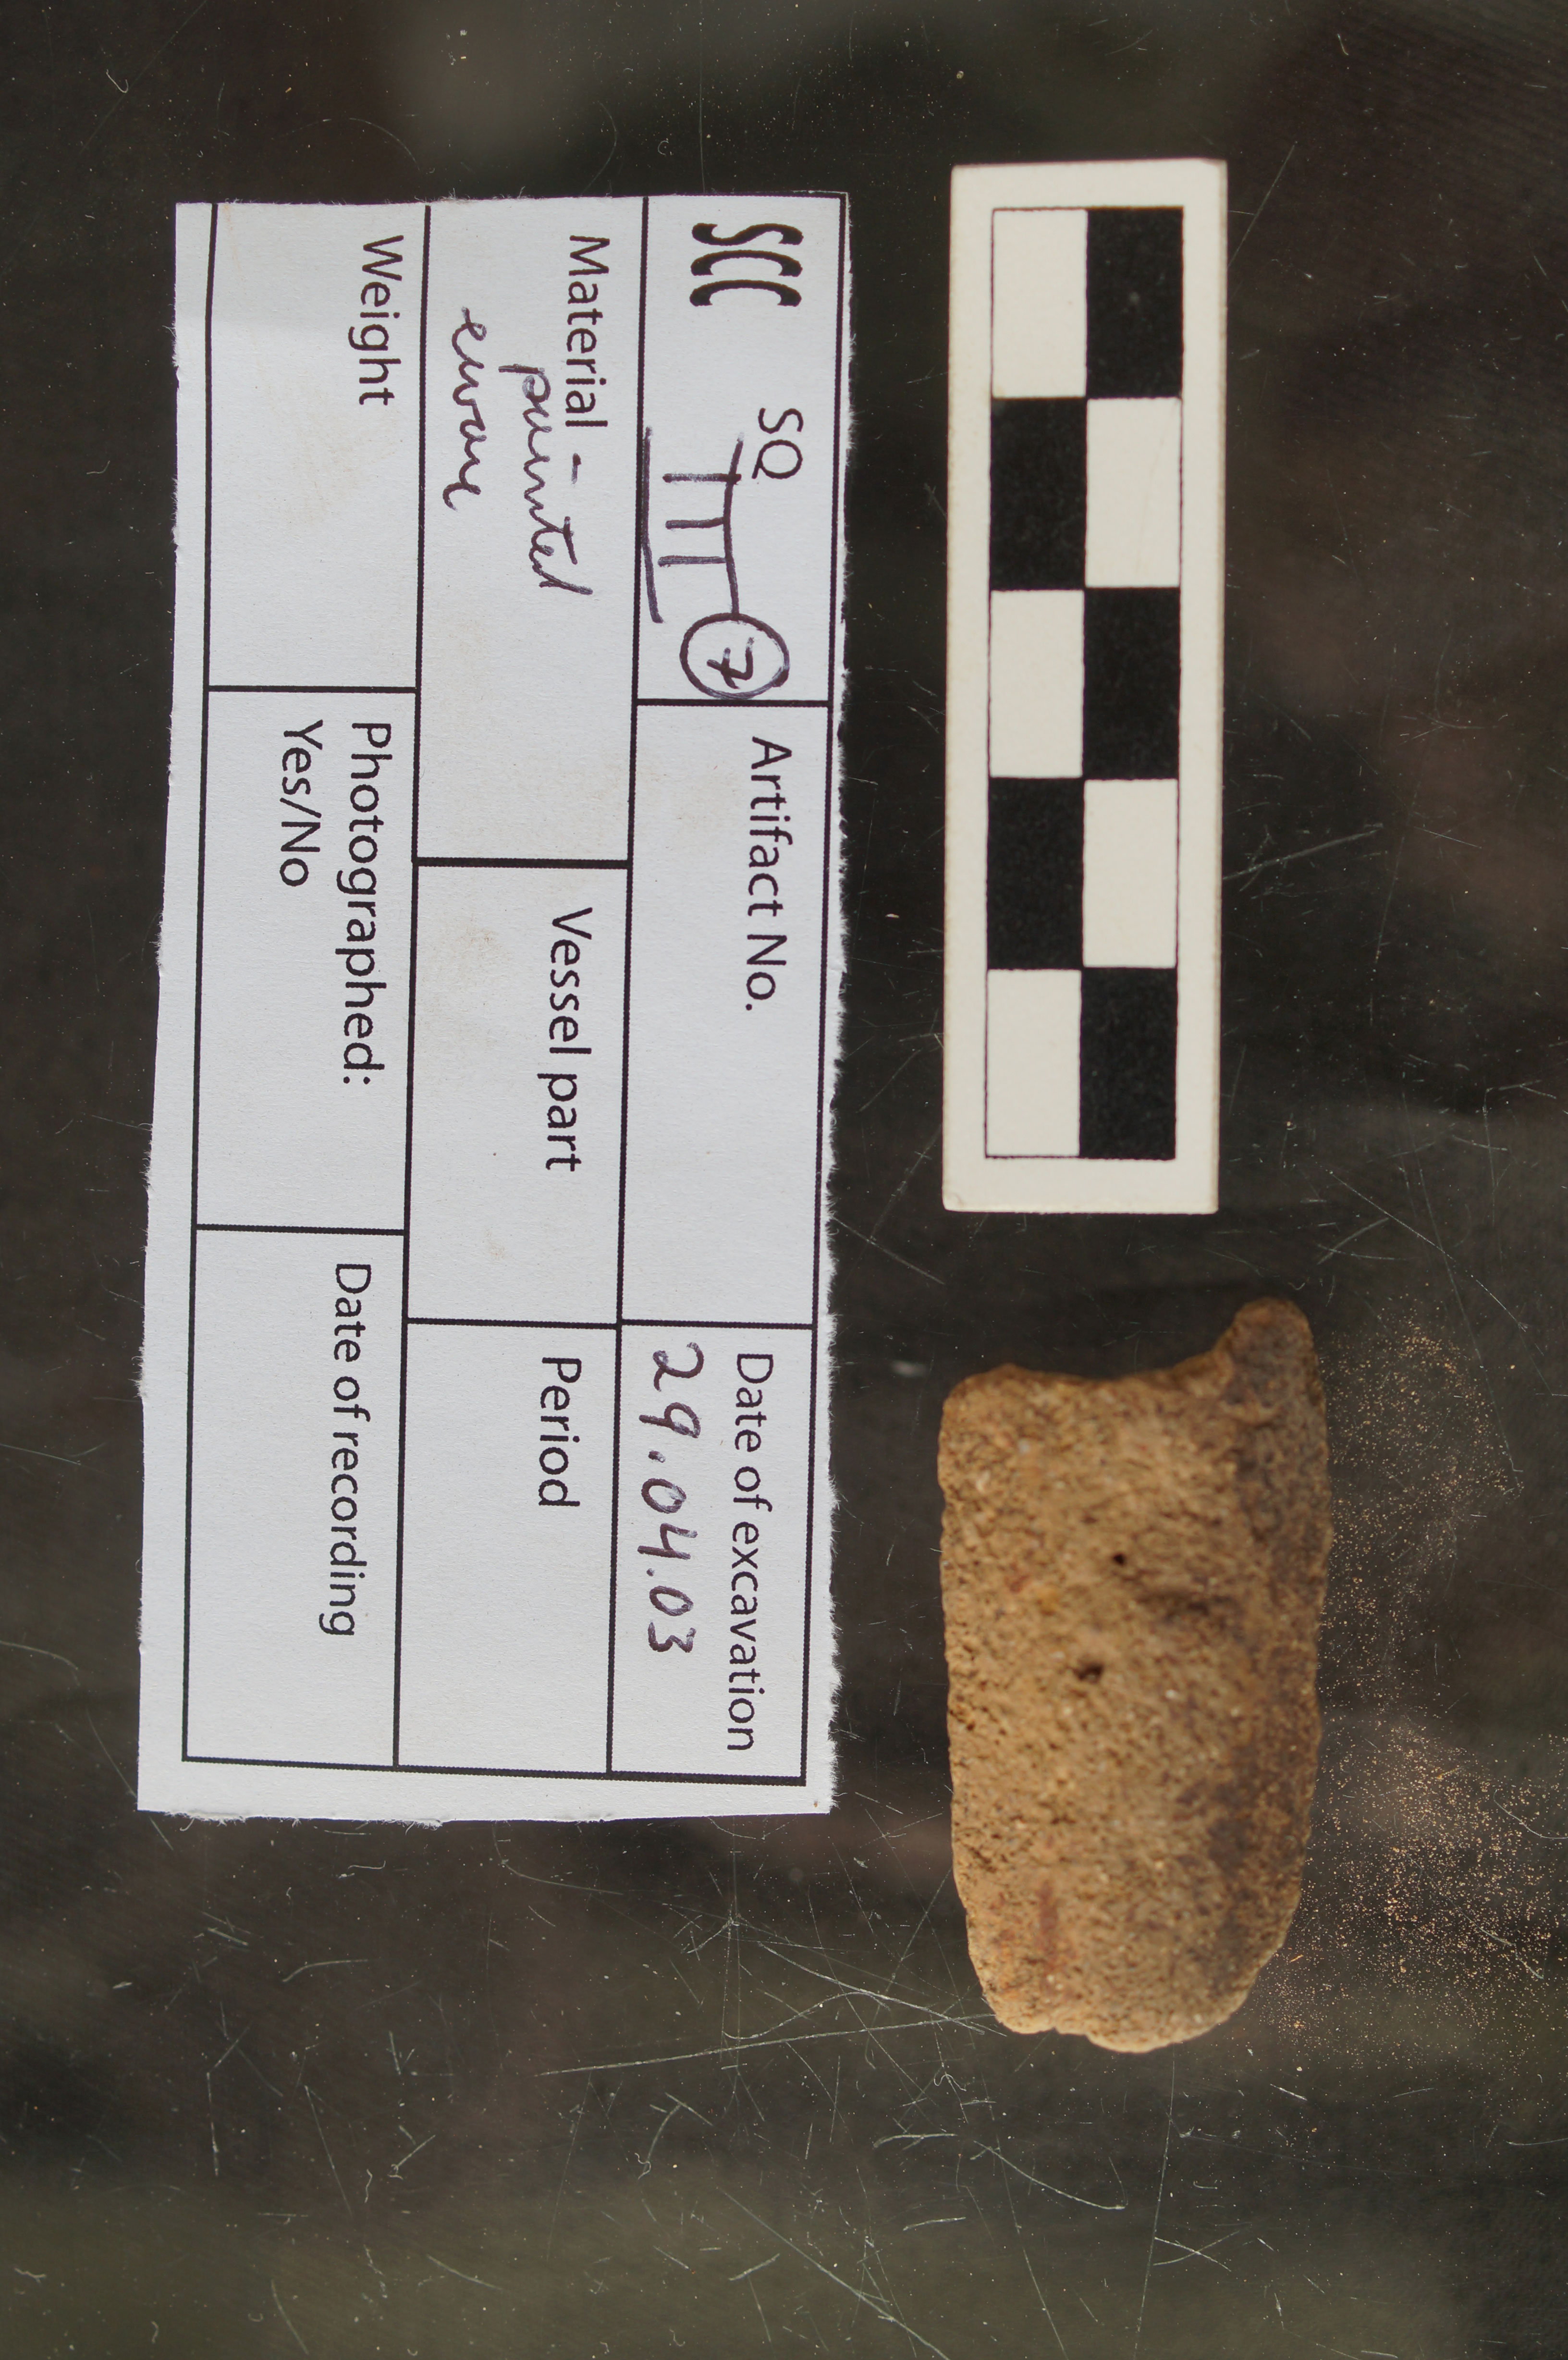 SCC SQ III 7
Artifact No.
Date of excavation
29.04.03
Material - painted
eware
Vessel part
Period
Weight
Photographed:
Yes/No
Date of recording